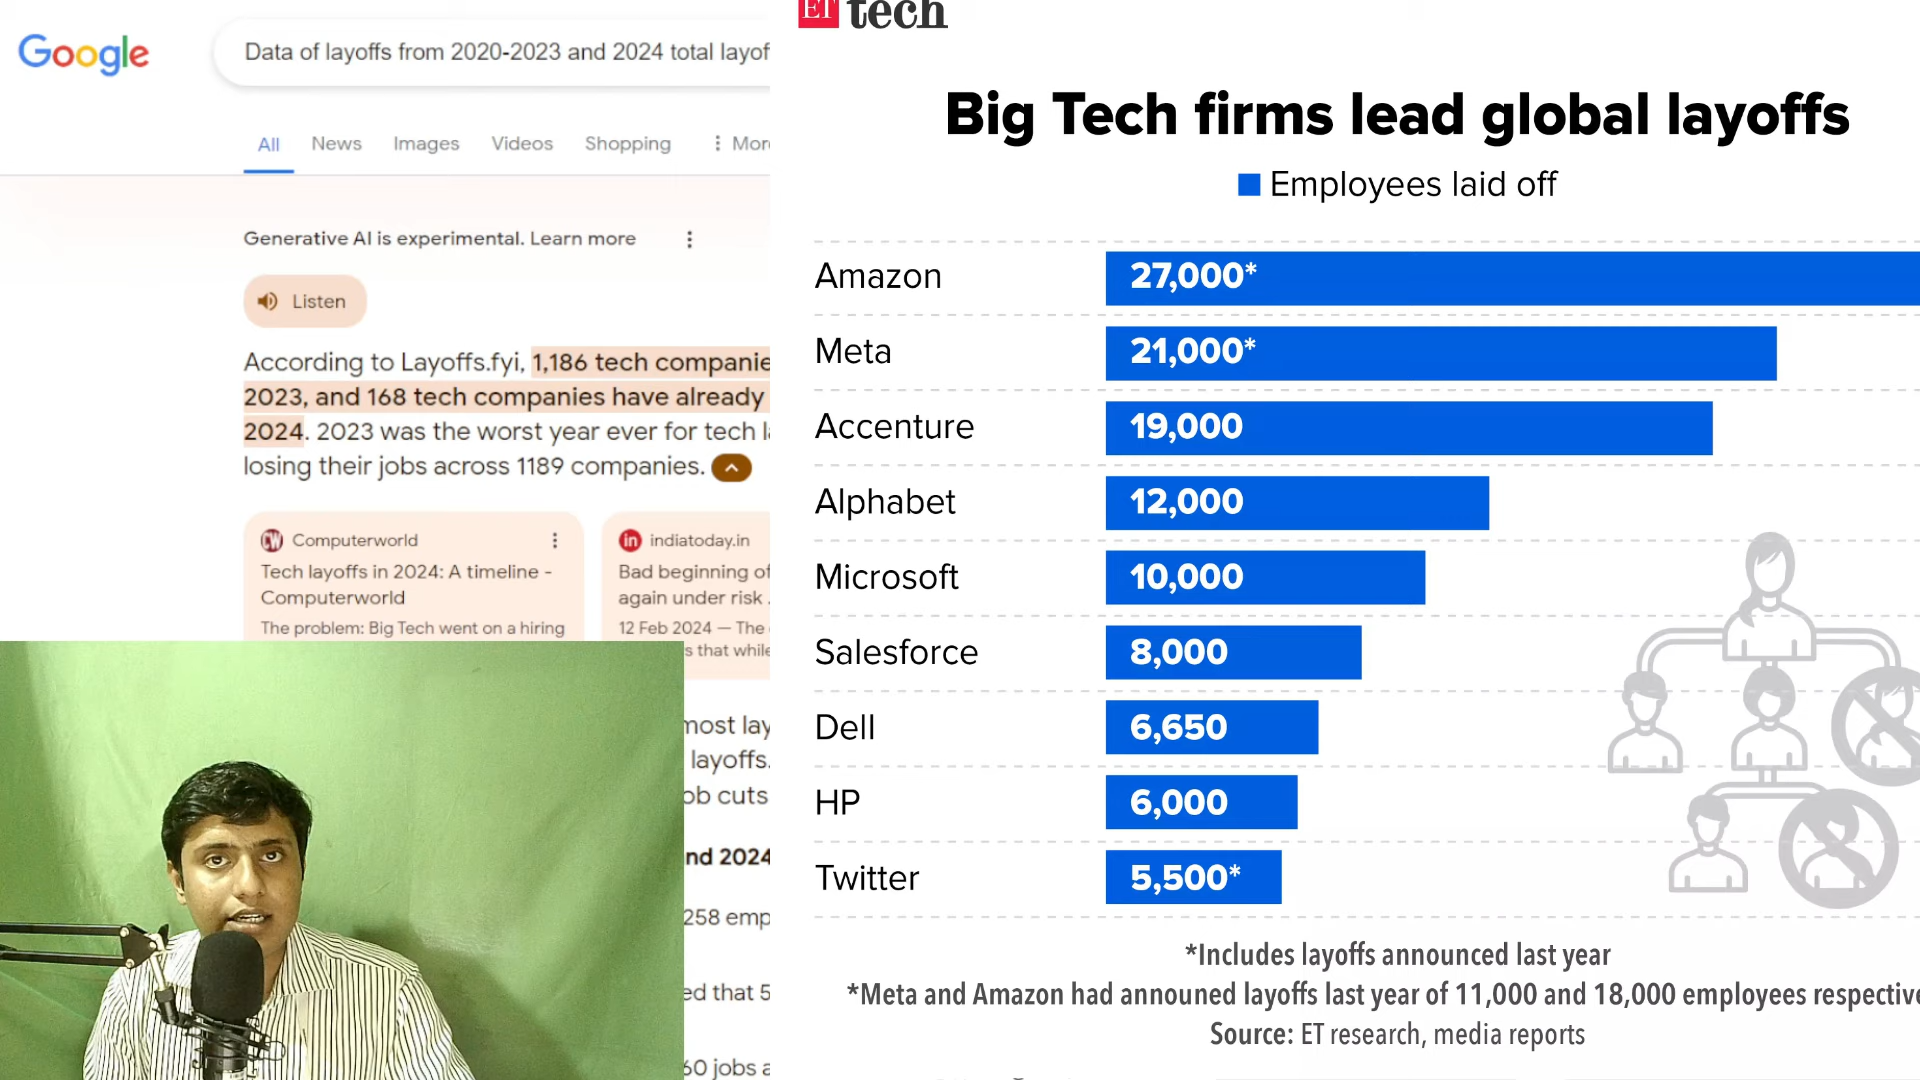 Google
Data of layoffs from 2020-2023 and 2024 total layof
All News Images Videos Shopping More
Generative AI is experimental. Learn more
Listen
According to Layoffs.fyi, 1,186 tech companie
2023, and 168 tech companies have already
2024. 2023 was the worst year ever for tech l
losing their jobs across 1189 companies.
Computerworld
Tech layoffs in 2024: A timeline -
Computerworld
The problem: Big Tech went on a hiring
indiatoday.in
Bad beginning of
again under risk .
12 Feb 2024 — The
s that while
most lay
layoffs.
ob cuts
nd 2024
258 emp
ed that 5
60 jobs a
ET tech
Big Tech firms lead global layoffs
Employees laid off
Amazon 27,000*
Meta 21,000*
Accenture 19,000
Alphabet 12,000
Microsoft 10,000
Salesforce 8,000
Dell 6,650
HP 6,000
Twitter 5,500*
*Includes layoffs announced last year
*Meta and Amazon had announed layoffs last year of 11,000 and 18,000 employees respective
Source: ET research, media reports